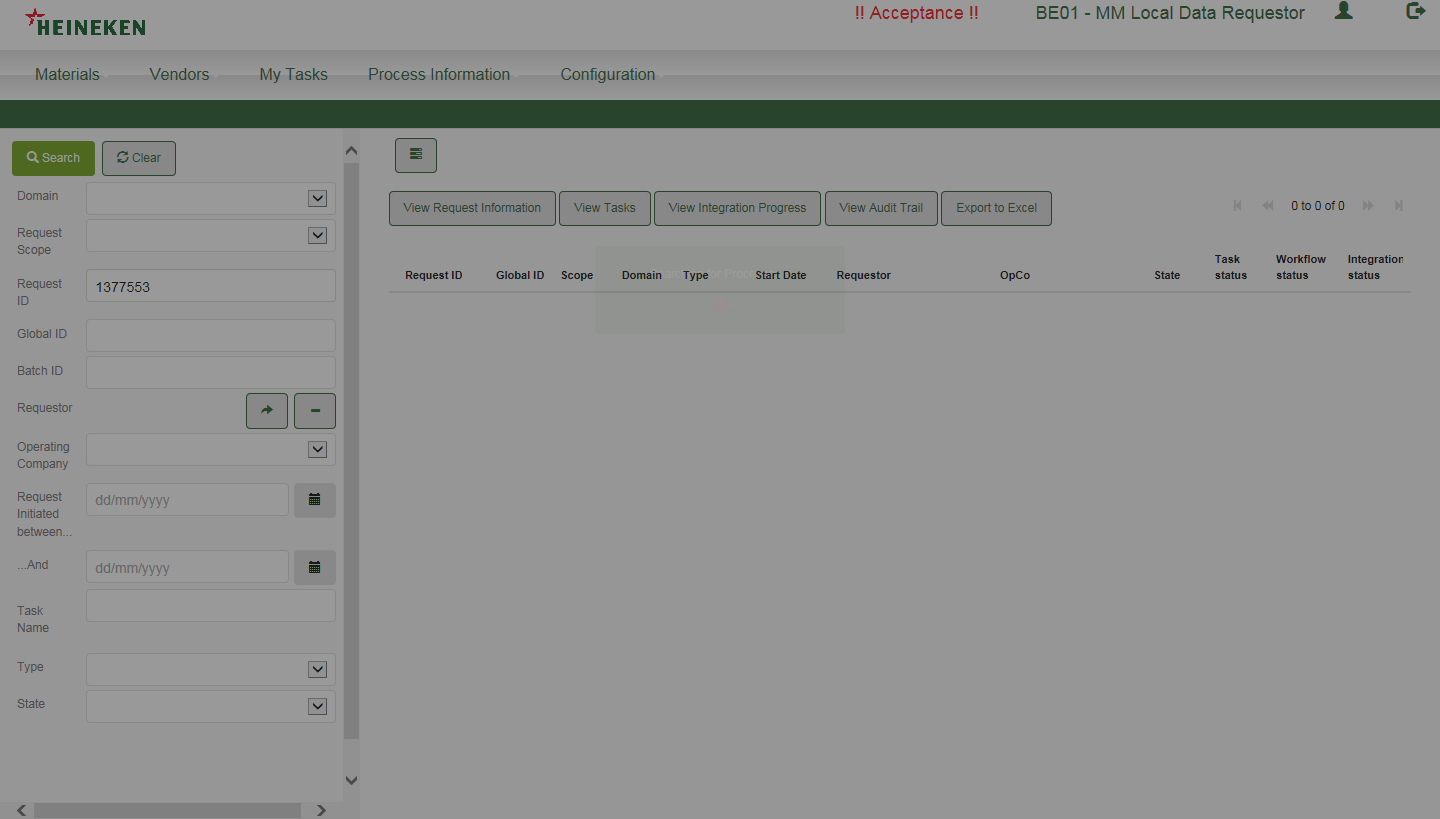 HEINEKEN
!! Acceptance !!
BE01 - MM Local Data Requestor
Materials
Vendors
My Tasks
Process Information
Configuration
Search
Clear
Domain
Request
Scope
Request
ID
1377553
Global ID
Batch ID
Requestor
Operating
Company
Request
Initiated
between...
dd/mm/yyyy
...And
dd/mm/yyyy
Task
Name
Type
State
View Request Information
View Tasks
View Integration Progress
View Audit Trail
Export to Excel
0 to 0 of 0
Request ID
Global ID
Scope
Domain
Type
Start Date
Requestor
OpCo
State
Task
status
Workflow
status
Integration
status